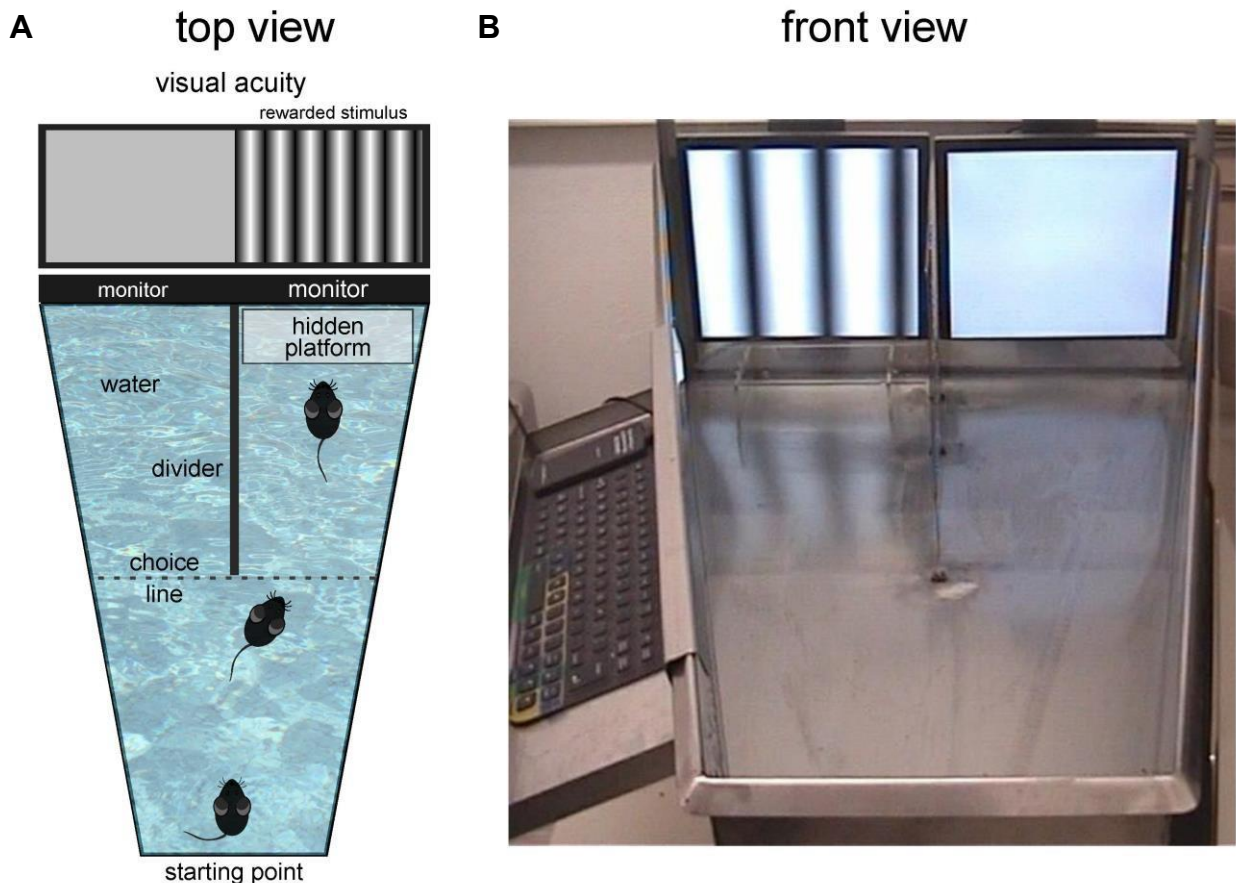 A
top view
visual acuity
rewarded stimulus
monitor
monitor
hidden
platform
water
divider
choice
line
starting point
B
front view